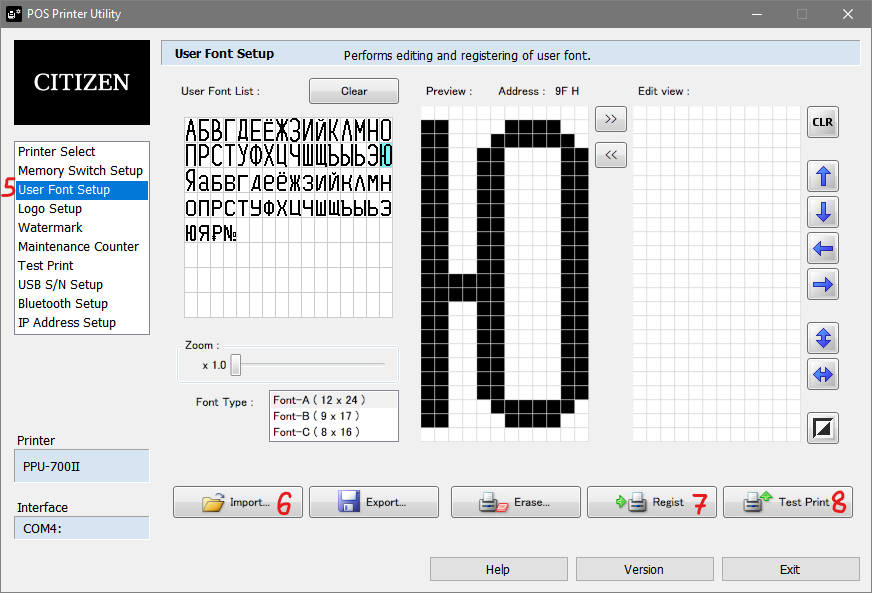 POS Printer Utility
CITIZEN
User Font Setup
Performs editing and registering of user font.
Printer Select
Memory Switch Setup
5 User Font Setup
Logo Setup
Watermark
Maintenance Counter
Test Print
USB S/N Setup
Bluetooth Setup
IP Address Setup
Printer
PPU-700II
Interface
COM4:
User Font List :
Clear
АБВГДЕЁЖЗИЙКЛМНО
ПРСТУФХЦЧШЩЪЫЬЭЮ
Яабвгдеёжзийклмн
опрстуфхцчшщъыьэ
юя₽№
Zoom :
x 1.0
Font Type :
Font-A ( 12 x 24 )
Font-B ( 9 x 17 )
Font-C ( 8 x 16 )
Preview :
Address : 9F H
Ю
>>
<<
Edit view :
CLR
Import... 6
Export...
Erase...
Regist 7
Test Print 8
Help
Version
Exit